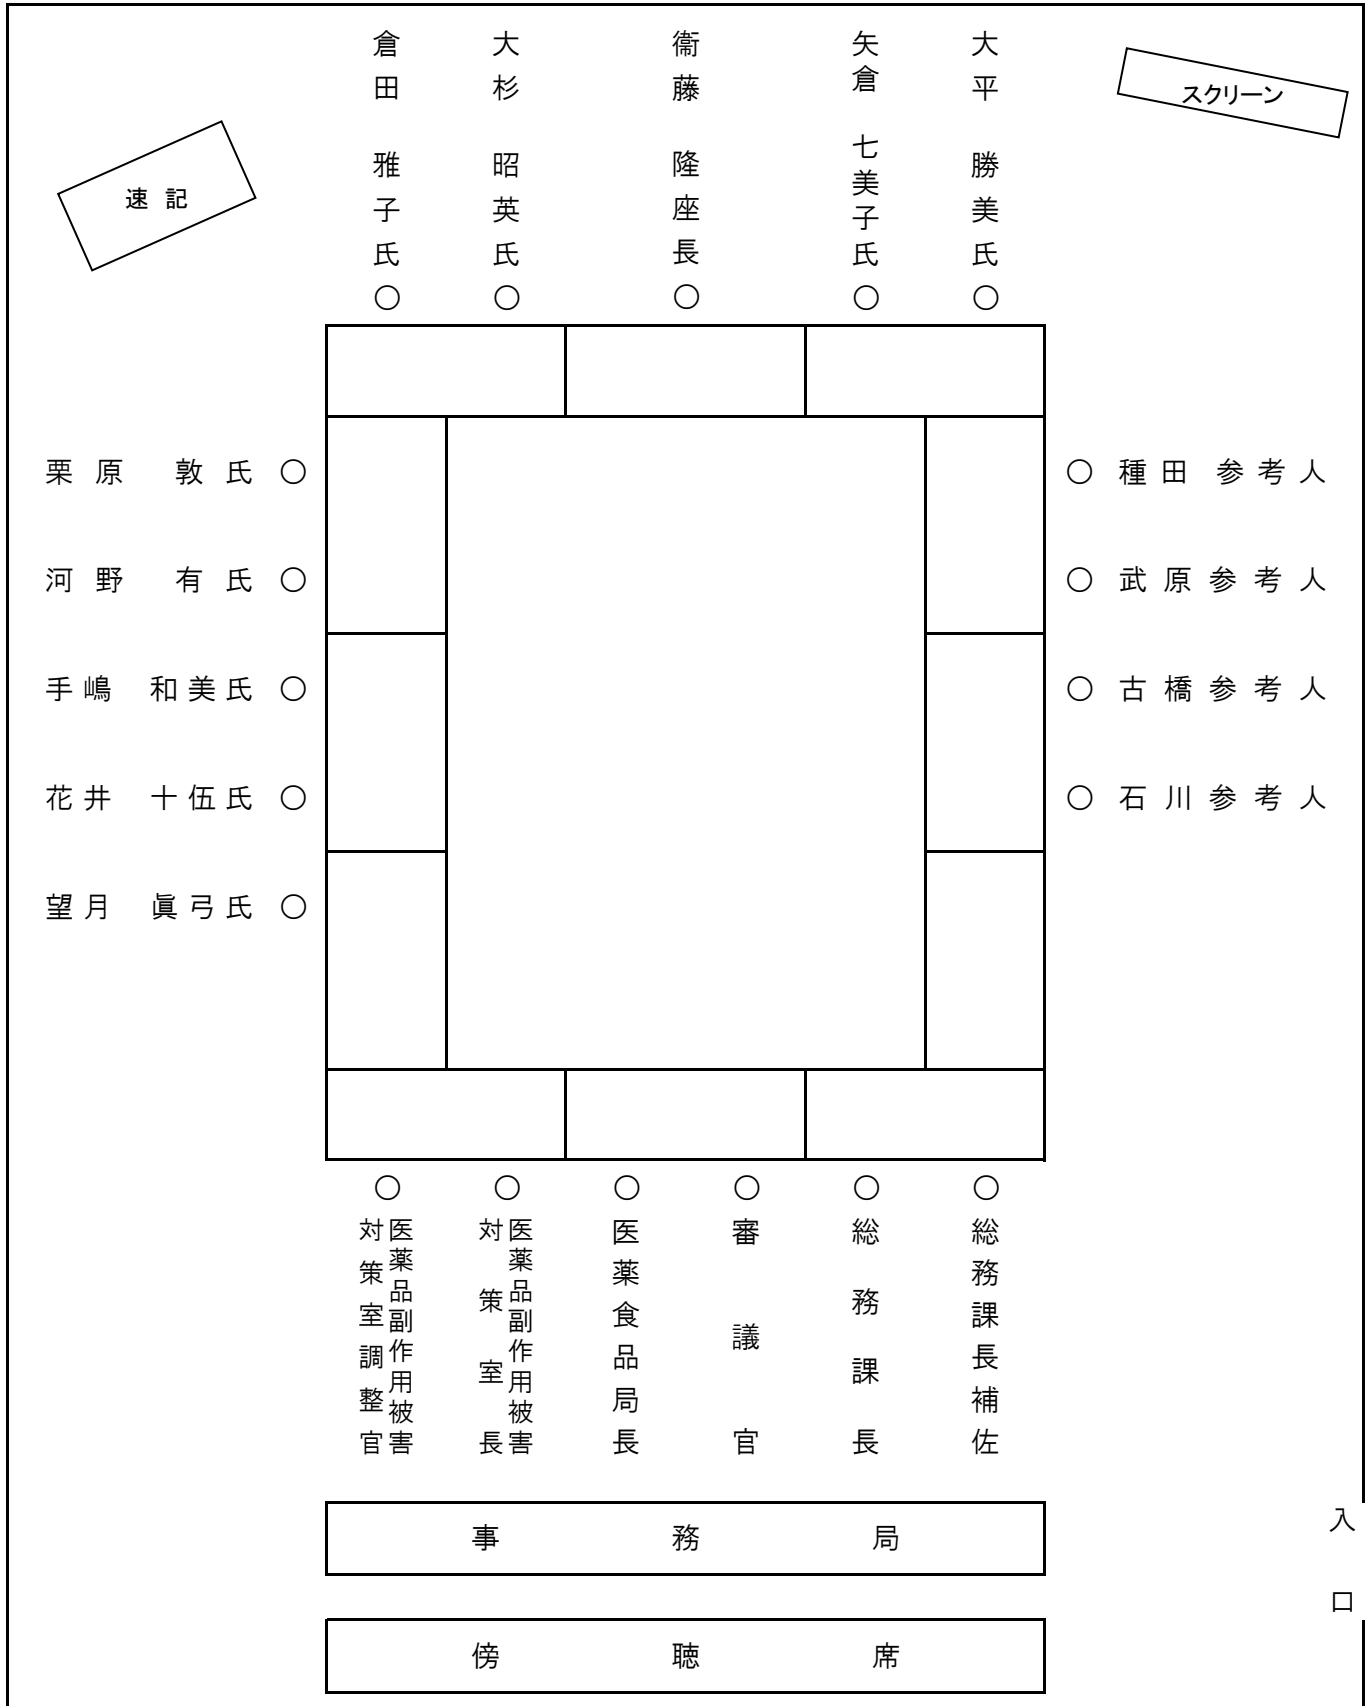 倉田 雅子氏
大杉 昭英氏
衞藤 隆座長
矢倉 七美子氏
大平 勝美氏
スクリーン
速 記
○ ○ ○ ○ ○
栗原 敦氏 ○
○ 種田 参考人
河野 有氏 ○
○ 武原参考人
手嶋 和美氏 ○
○ 古橋参考人
花井 十伍氏 ○
○ 石川参考人
望月 眞弓氏 ○
○ ○ ○ ○ ○ ○
医薬品副作用被害
対策室調整官
医薬品副作用被害
対策室長
医薬食品局長
審議官
総務課長
総務課長補佐
入口
事務局
傍聴席